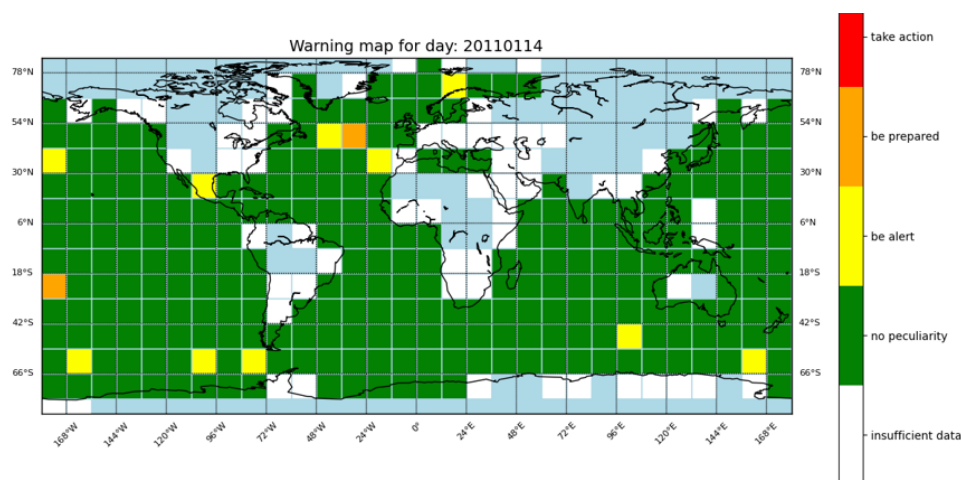 Warning map for day: 20110114
78°N 78°N
54°N 54°N
30°N 30°N
6°N 6°N
18°S 18°S
42°S 42°S
66°S 66°S
168°W 144°W 120°W 96°W 72°W 48°W 24°W 0° 24°E 48°E 72°E 96°E 120°E 144°E 168°E
take action
be prepared
be alert
no peculiarity
insufficient data